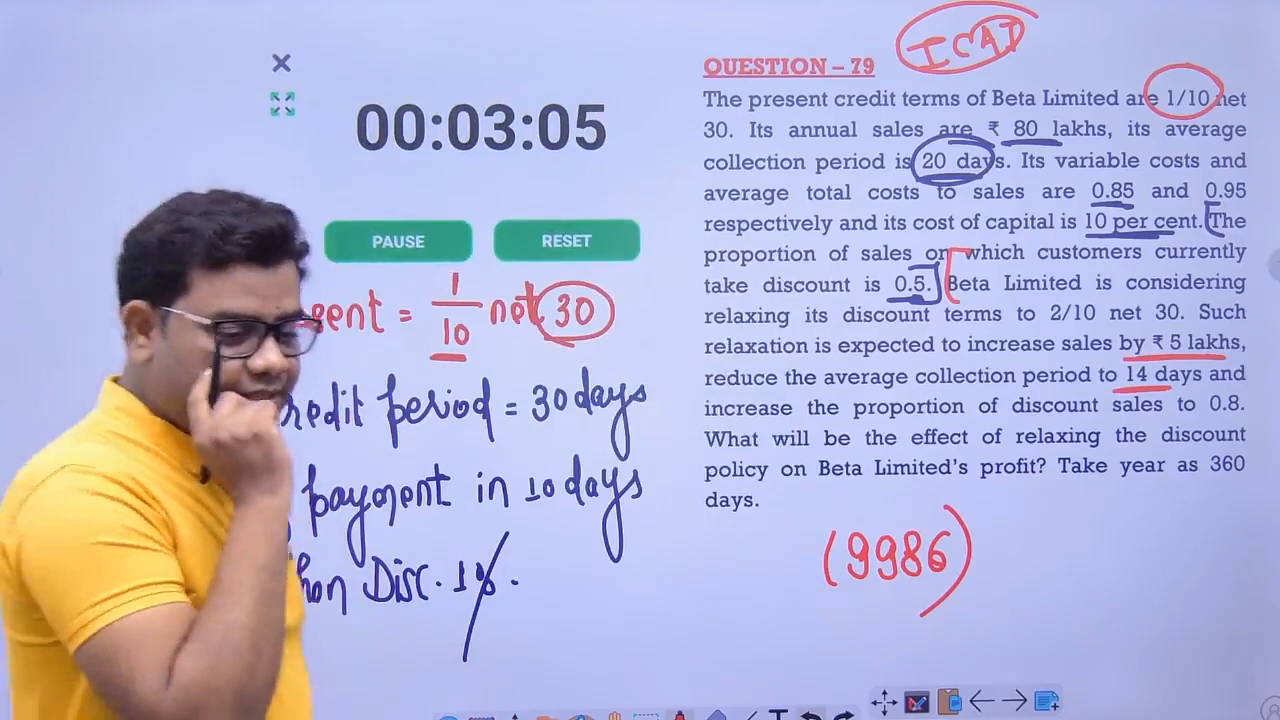 ICAI
QUESTION – 79
The present credit terms of Beta Limited are 1/10 net
30. Its annual sales are ₹ 80 lakhs, its average
collection period is 20 days. Its variable costs and
average total costs to sales are 0.85 and 0.95
respectively and its cost of capital is 10 per cent. The
proportion of sales on which customers currently
take discount is 0.5. Beta Limited is considering
relaxing its discount terms to 2/10 net 30. Such
relaxation is expected to increase sales by ₹ 5 lakhs,
reduce the average collection period to 14 days and
increase the proportion of discount sales to 0.8.
What will be the effect of relaxing the discount
policy on Beta Limited's profit? Take year as 360
days.
(9986)
00:03:05
PAUSE RESET
= 1/10 net 30
period = 30 days
payment in 10 days
Disc. 1%.